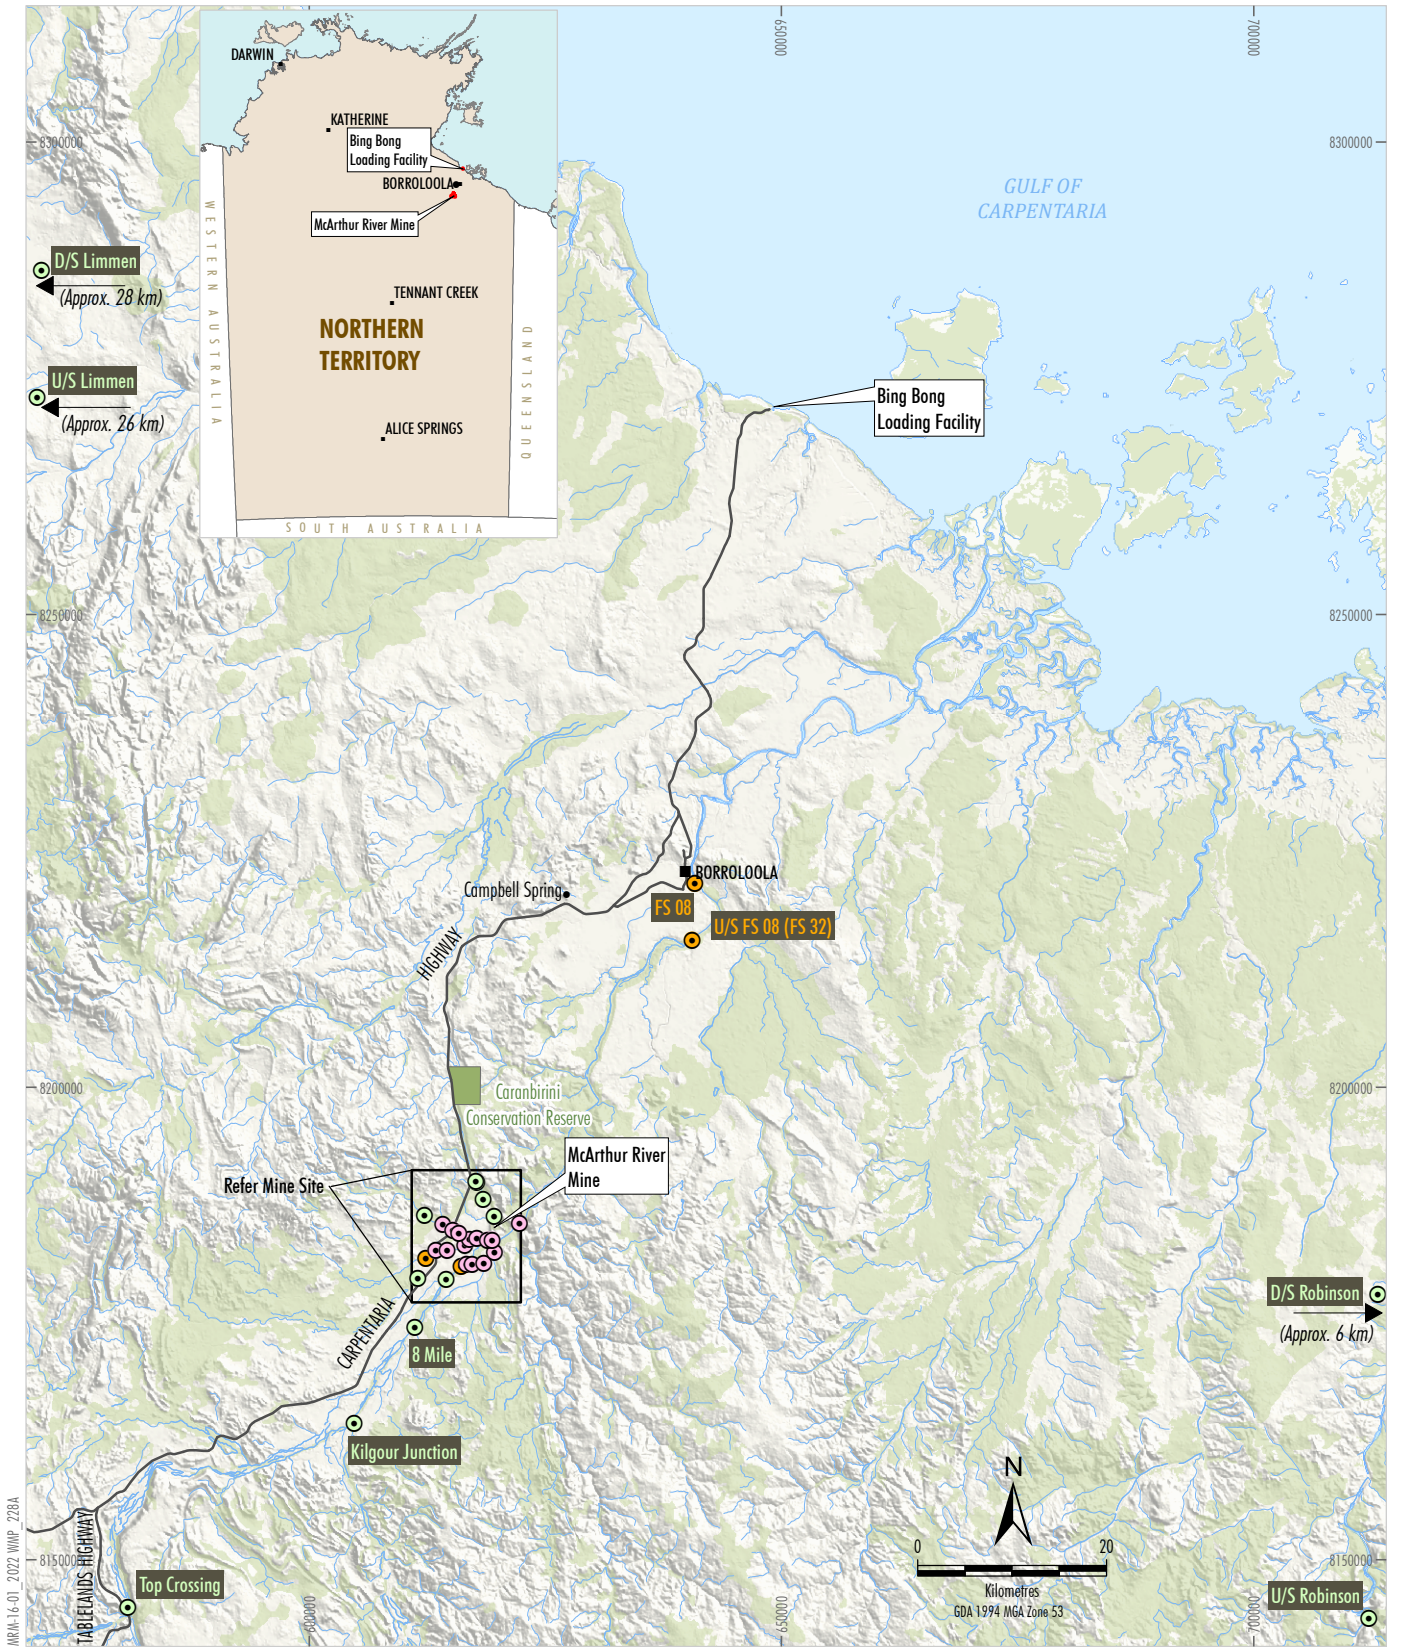 650000
700000
DARWIN
KATHERINE
Bing Bong
Loading Facility
BORROLOOLA
McArthur River Mine
TENNANT CREEK
NORTHERN
TERRITORY
ALICE SPRINGS
WESTERN AUSTRALIA
QUEENSLAND
SOUTH AUSTRALIA
8300000
8300000
GULF OF
CARPENTARIA
D/S Limmen
(Approx. 28 km)
U/S Limmen
(Approx. 26 km)
Bing Bong
Loading Facility
8250000
8250000
BORROLOOLA
Campbell Spring
FS 08
U/S FS 08 (FS 32)
HIGHWAY
8200000
8200000
Caranbirini
Conservation Reserve
McArthur River
Mine
Refer Mine Site
D/S Robinson
(Approx. 6 km)
CARPENTARIA
8 Mile
Kilgour Junction
N
0 20
Kilometres
GDA 1994 MGA Zone 53
8150000
8150000
TABLELANDS HIGHWAY
Top Crossing
U/S Robinson
600000
650000
700000
MRM-16-01_2022 WMP_228A